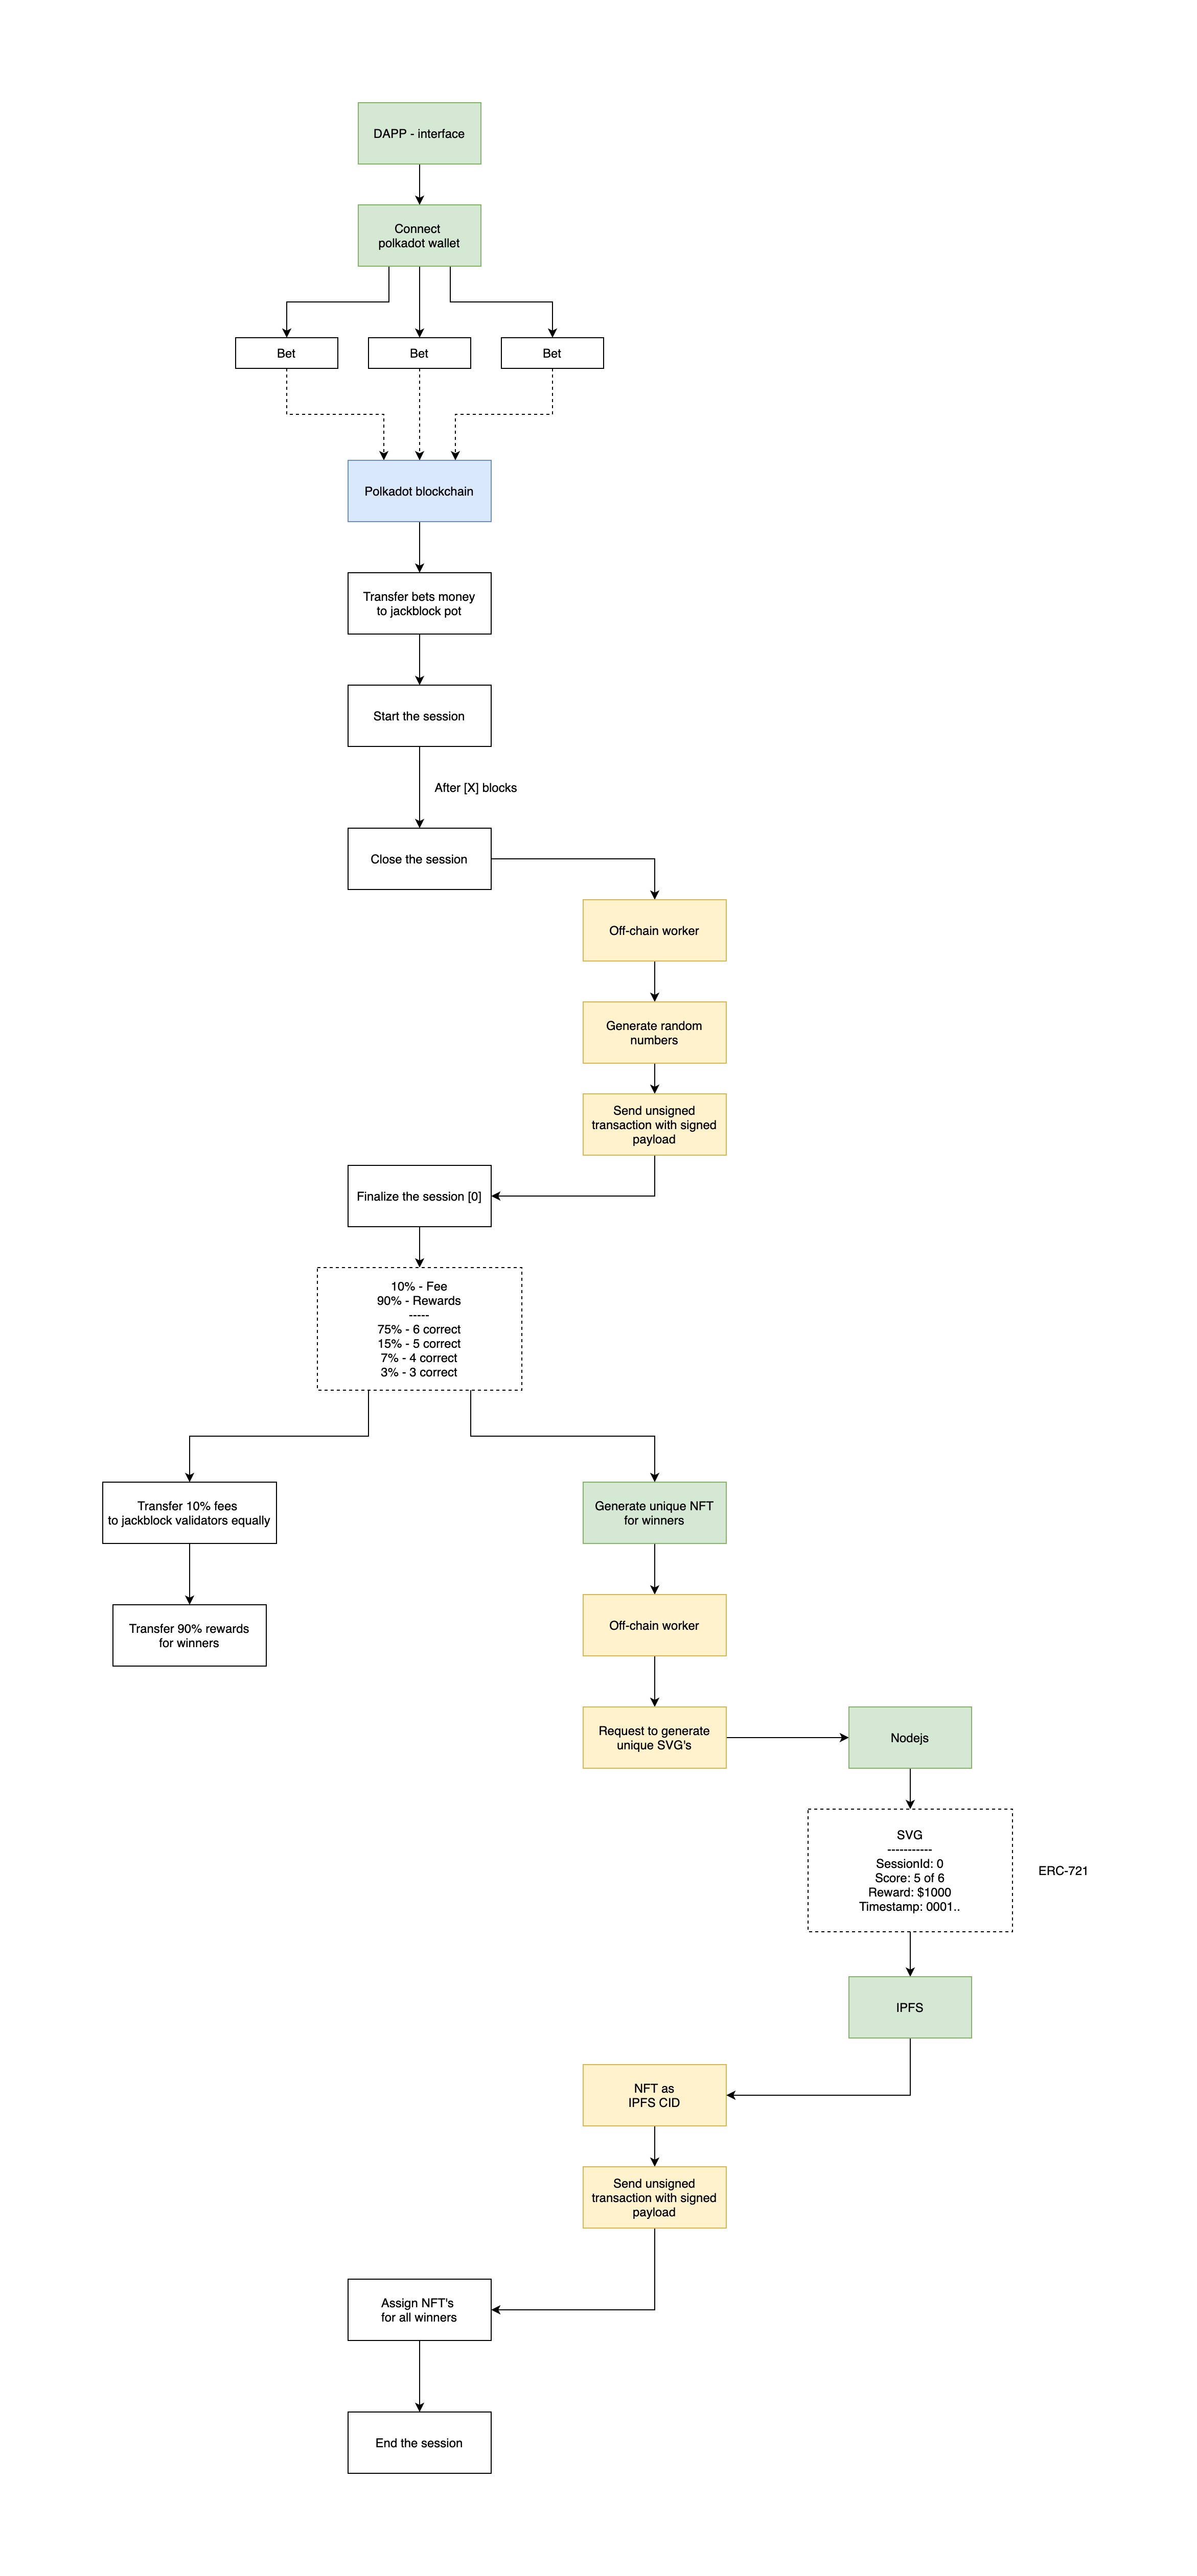 DAPP - interface
Connect
polkadot wallet
Bet
Bet
Bet
Polkadot blockchain
Transfer bets money
to jackblock pot
Start the session
After [X] blocks
Close the session
Off-chain worker
Generate random
numbers
Send unsigned
transaction with signed
payload
Finalize the session [0]
10% - Fee
90% - Rewards
-----
75% - 6 correct
15% - 5 correct
7% - 4 correct
3% - 3 correct
Transfer 10% fees
to jackblock validators equally
Generate unique NFT
for winners
Transfer 90% rewards
for winners
Off-chain worker
Request to generate
unique SVG's
Nodejs
SVG
-----------
SessionId: 0
Score: 5 of 6
Reward: $1000
Timestamp: 0001..
ERC-721
IPFS
NFT as
IPFS CID
Send unsigned
transaction with signed
payload
Assign NFT's
for all winners
End the session